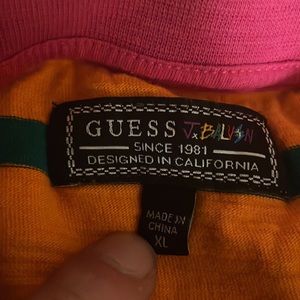 GUESS J. BALVIN
SINCE 1981
DESIGNED IN CALIFORNIA
MADE IN
CHINA
XL